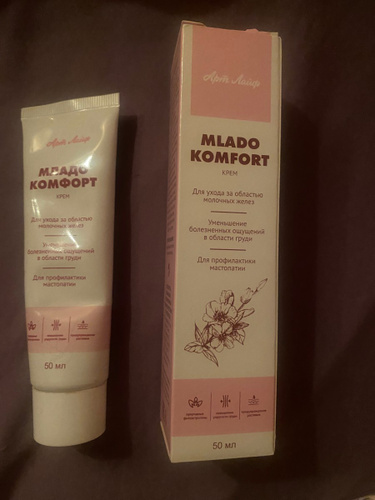 Арт Лайф
МЛАДО
КОМФОРТ
КРЕМ
Для ухода за областью
молочных желез
болезненных ощущений
в области груди
Для профилактики
мастопатии
50 мл
Арт Лайф
MLADO
KOMFORT
КРЕМ
Для ухода за областью
молочных желез
Уменьшение
болезненных ощущений
в области груди
Для профилактики
мастопатии
50 мл